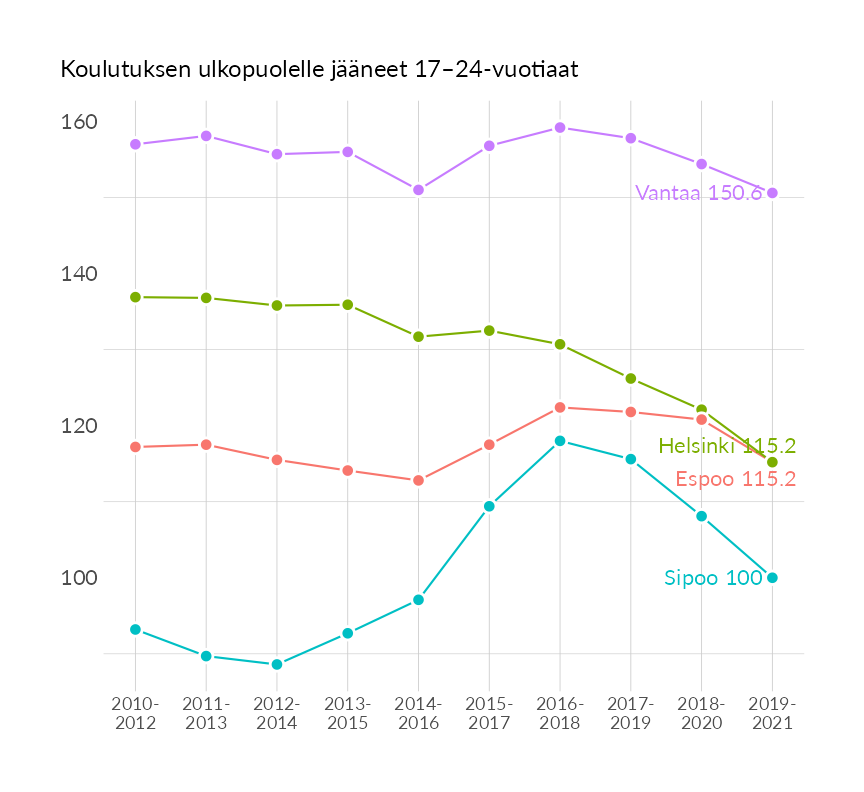 Koulutuksen ulkopuolelle jääneet 17–24-vuotiaat
160
Vantaa 150.6
140
120
Helsinki 115.2
Espoo 115.2
100
Sipoo 100
2010- 2011- 2012- 2013- 2014- 2015- 2016- 2017- 2018- 2019-
2012 2013 2014 2015 2016 2017 2018 2019 2020 2021